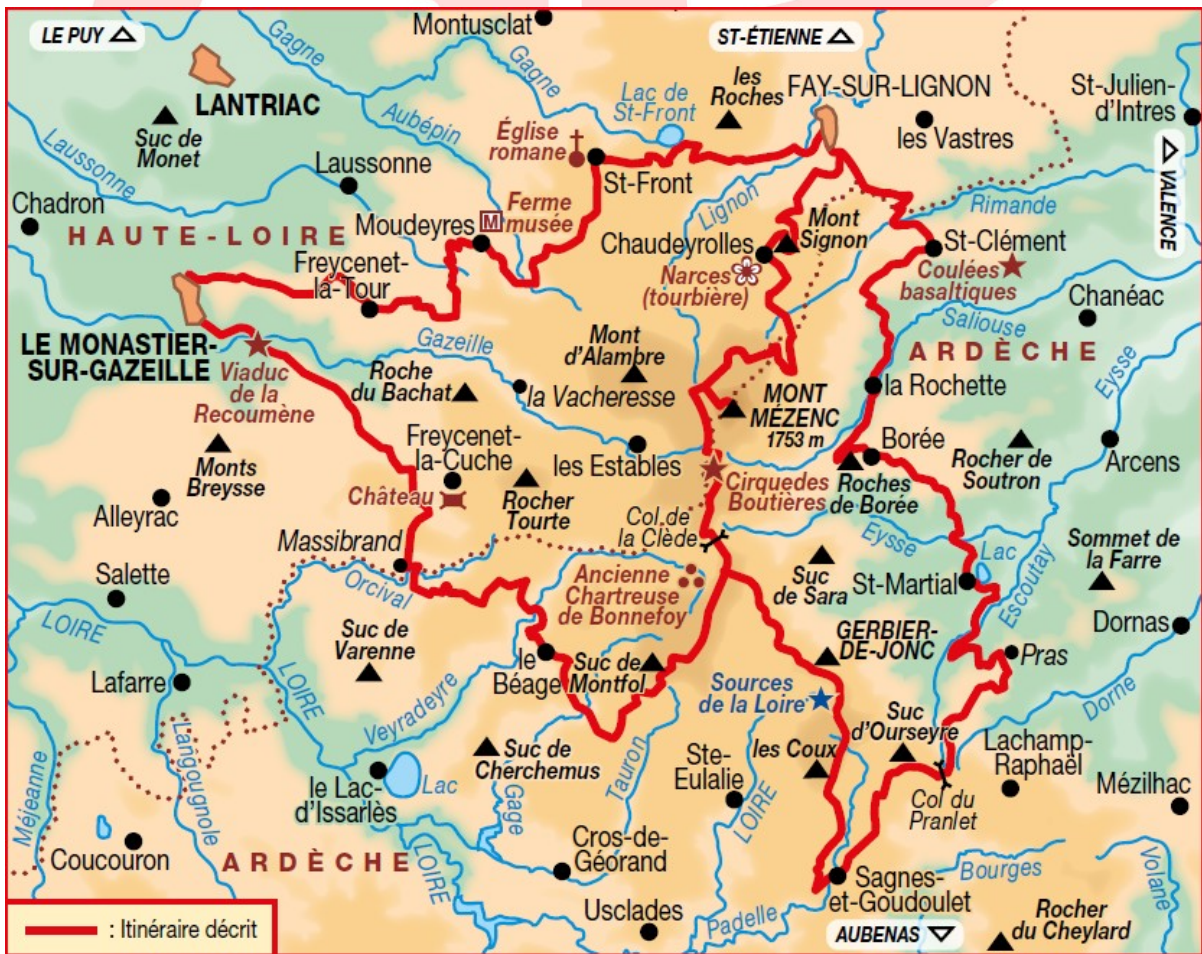 LE PUY
Montusclat
ST-ÉTIENNE
Gagne
Gagne
LANTRIAC
Suc de
Monet
Aubépin
Lac de
St-Front
les
Roches
FAY-SUR-LIGNON
les Vastres
St-Julien-
d'Intres
VALENCE
Laussonne
Laussonne
Église
romane
St-Front
Chadron
HAUTE-LOIRE
Moudeyres
M
Ferme
musée
Freycenet-
la-Tour
Lignon
Chaudeyrolles
Mont
Signon
Narces
(tourbière)
Rimande
St-Clément
Coulées
basaltiques
Chanéac
Saliouse
ARDÈCHE
Eysse
LE MONASTIER-
SUR-GAZEILLE
Viaduc
de la
Recoumène
Gazeille
Roche
du Bachat
la Vacheresse
Mont
d'Alambre
MONT
MÉZENC
1753 m
la Rochette
Monts
Breysse
Freycenet-
la-Cuche
les Estables
Borée
Roches
de Borée
Rocher de
Soutron
Arcens
Alleyrac
Château
Rocher
Tourte
Cirquedes
Boutières
Col de
la Clède
Massibrand
Orcival
Eysse
Lac
Escoutay
Sommet de
la Farre
Salette
LOIRE
Ancienne
Chartreuse
de Bonnefoy
Suc
de Sara
St-Martial
Dornas
Suc de
Varenne
le
Béage
Suc de
Montfol
GERBIER-
DE-JONC
Pras
Lafarre
LOIRE
Veyradeyre
Sources
de la Loire
Dorne
Langougnole
Méjeanne
Suc de
Cherchemus
Tauron
Gage
Ste-
Eulalie
les Coux
Suc
d'Ourseyre
Lachamp-
Raphaël
Mézilhac
le Lac-
d'Issarlès
Lac
LOIRE
Col du
Pranlet
Coucouron
ARDÈCHE
LOIRE
Cros-de-
Géorand
Sagnes-
et-Goudoulet
Bourges
Volane
Usclades
Padelle
AUBENAS
Rocher
du Cheylard
: Itinéraire décrit